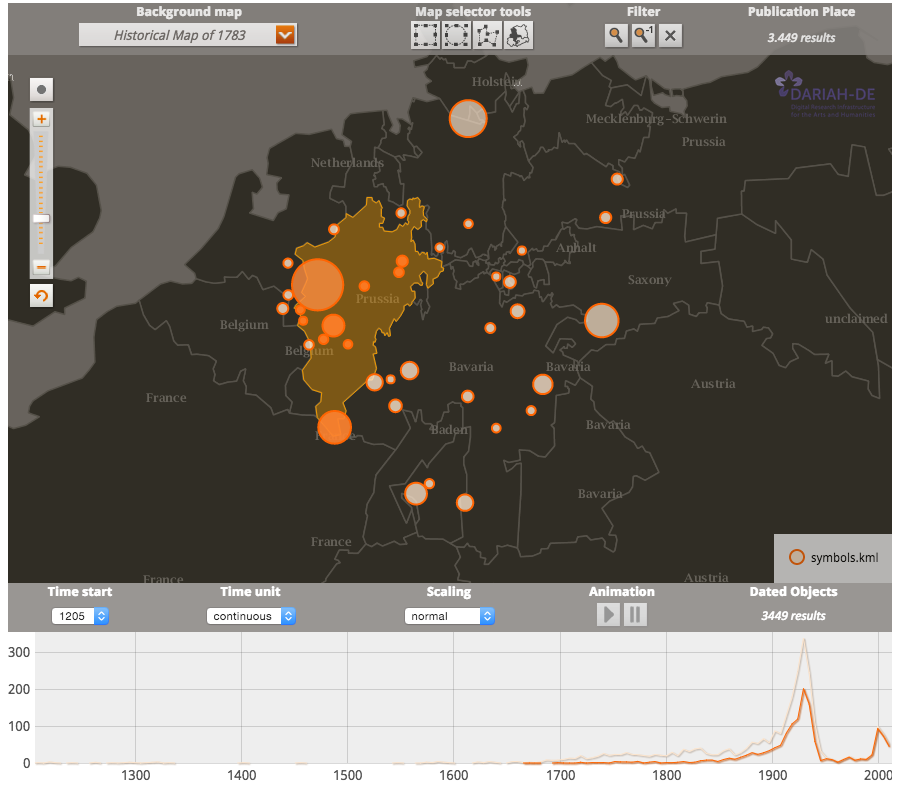 Background map
Map selector tools
Filter
Publication Place
Historical Map of 1783
-1
3.449 results
DARIAH-DE
Digital Research Infrastructure
for the Arts and Humanities
Holstein
Mecklenburg-Schwerin
Prussia
Netherlands
Prussia
Anhalt
Saxony
Prussia
unclaimed
Belgium
Belgium
Bavaria
Bavaria
Austria
France
Baden
Bavaria
Bavaria
France
France
Austria
symbols.kml
Time start
Time unit
Scaling
Animation
Dated Objects
1205
continuous
normal
3449 results
300
200
100
0
1300
1400
1500
1600
1700
1800
1900
2000